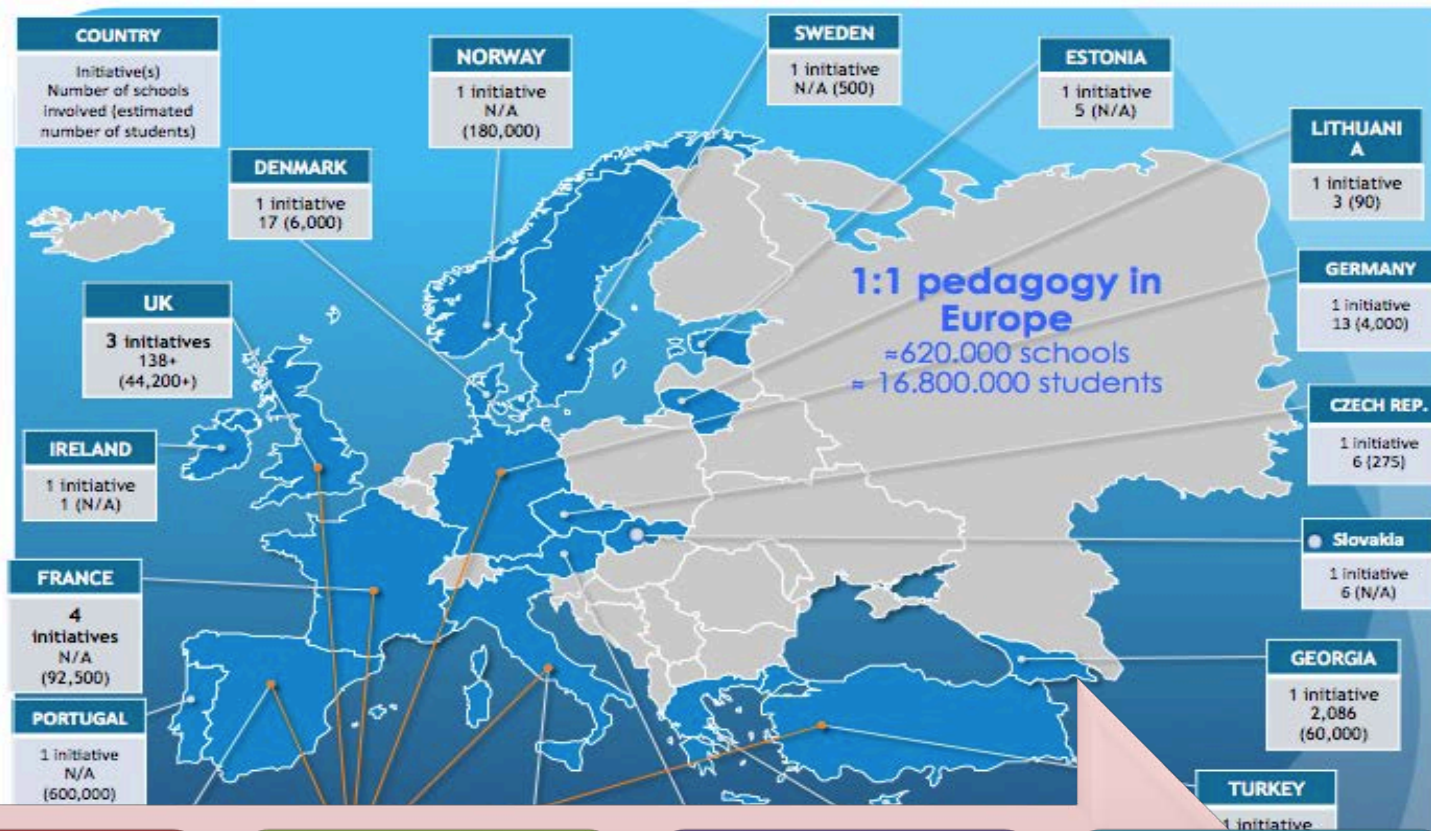 COUNTRY
Initiative(s)
Number of schools
involved (estimated
number of students)
NORWAY
1 initiative
N/A
(180,000)
SWEDEN
1 initiative
N/A (500)
ESTONIA
1 initiative
5 (N/A)
LITHUANI
A
1 initiative
3 (90)
DENMARK
1 initiative
17 (6,000)
GERMANY
1 initiative
13 (4,000)
UK
3 initiatives
138+
(44,200+)
1:1 pedagogy in
Europe
≈620.000 schools
≈ 16.800.000 students
CZECH REP.
1 initiative
6 (275)
IRELAND
1 initiative
1 (N/A)
Slovakia
1 initiative
6 (N/A)
FRANCE
4
initiatives
N/A
(92,500)
GEORGIA
1 initiative
2,086
(60,000)
PORTUGAL
1 initiative
N/A
(600,000)
TURKEY
1 initiative